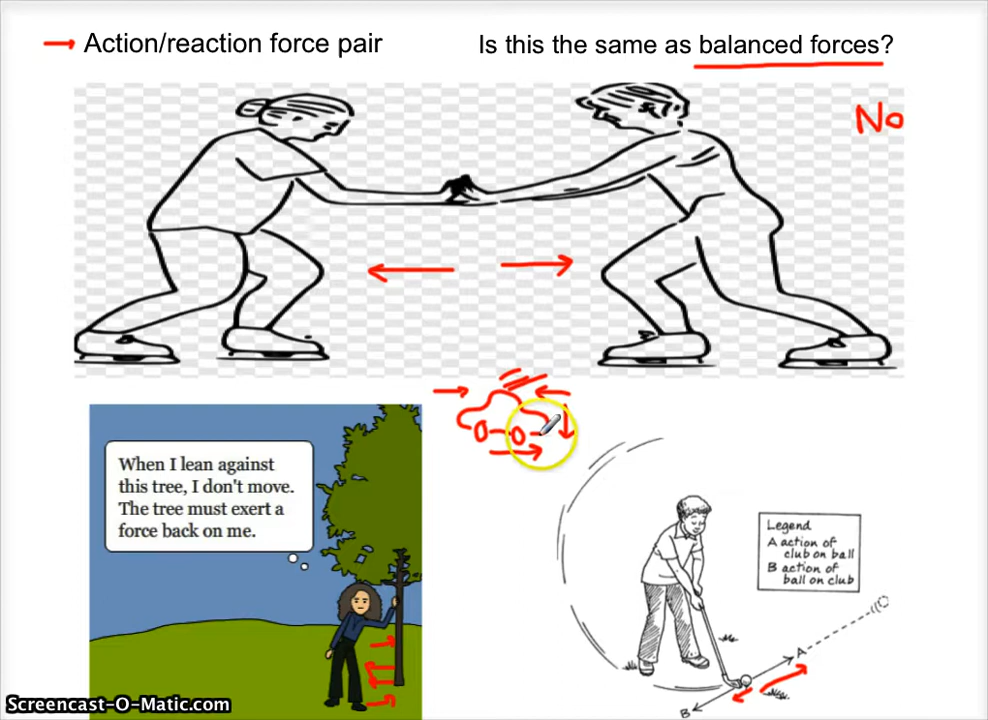 Action/reaction force pair
Is this the same as balanced forces?
No
When I lean against
this tree, I don't move.
The tree must exert a
force back on me.
Legend
A action of
club on ball
B action of
ball on club
A
B
Screencast-O-Matic.com